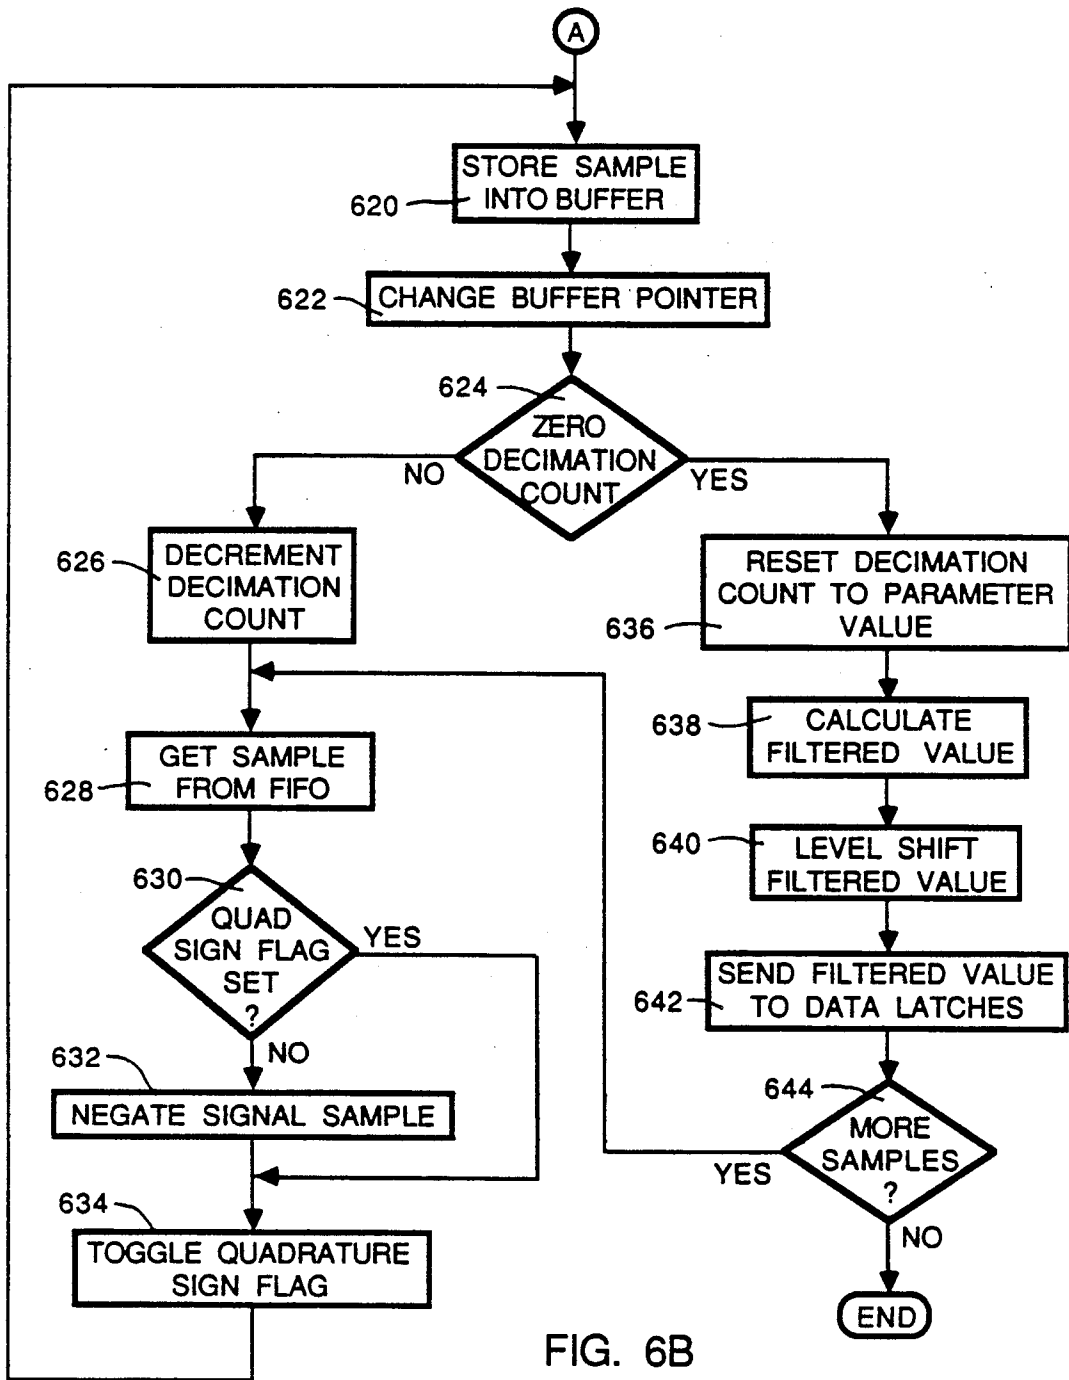 A
STORE SAMPLE
INTO BUFFER
620
CHANGE BUFFER POINTER
622
624
ZERO
DECIMATION
COUNT
NO
YES
626
DECREMENT
DECIMATION
COUNT
RESET DECIMATION
COUNT TO PARAMETER
VALUE
636
638
CALCULATE
FILTERED VALUE
GET SAMPLE
FROM FIFO
628
640
LEVEL SHIFT
FILTERED VALUE
630
QUAD
SIGN FLAG
SET
?
YES
NO
SEND FILTERED VALUE
TO DATA LATCHES
642
632
NEGATE SIGNAL SAMPLE
644
MORE
SAMPLES
?
YES
NO
634
TOGGLE QUADRATURE
SIGN FLAG
END
FIG. 6B